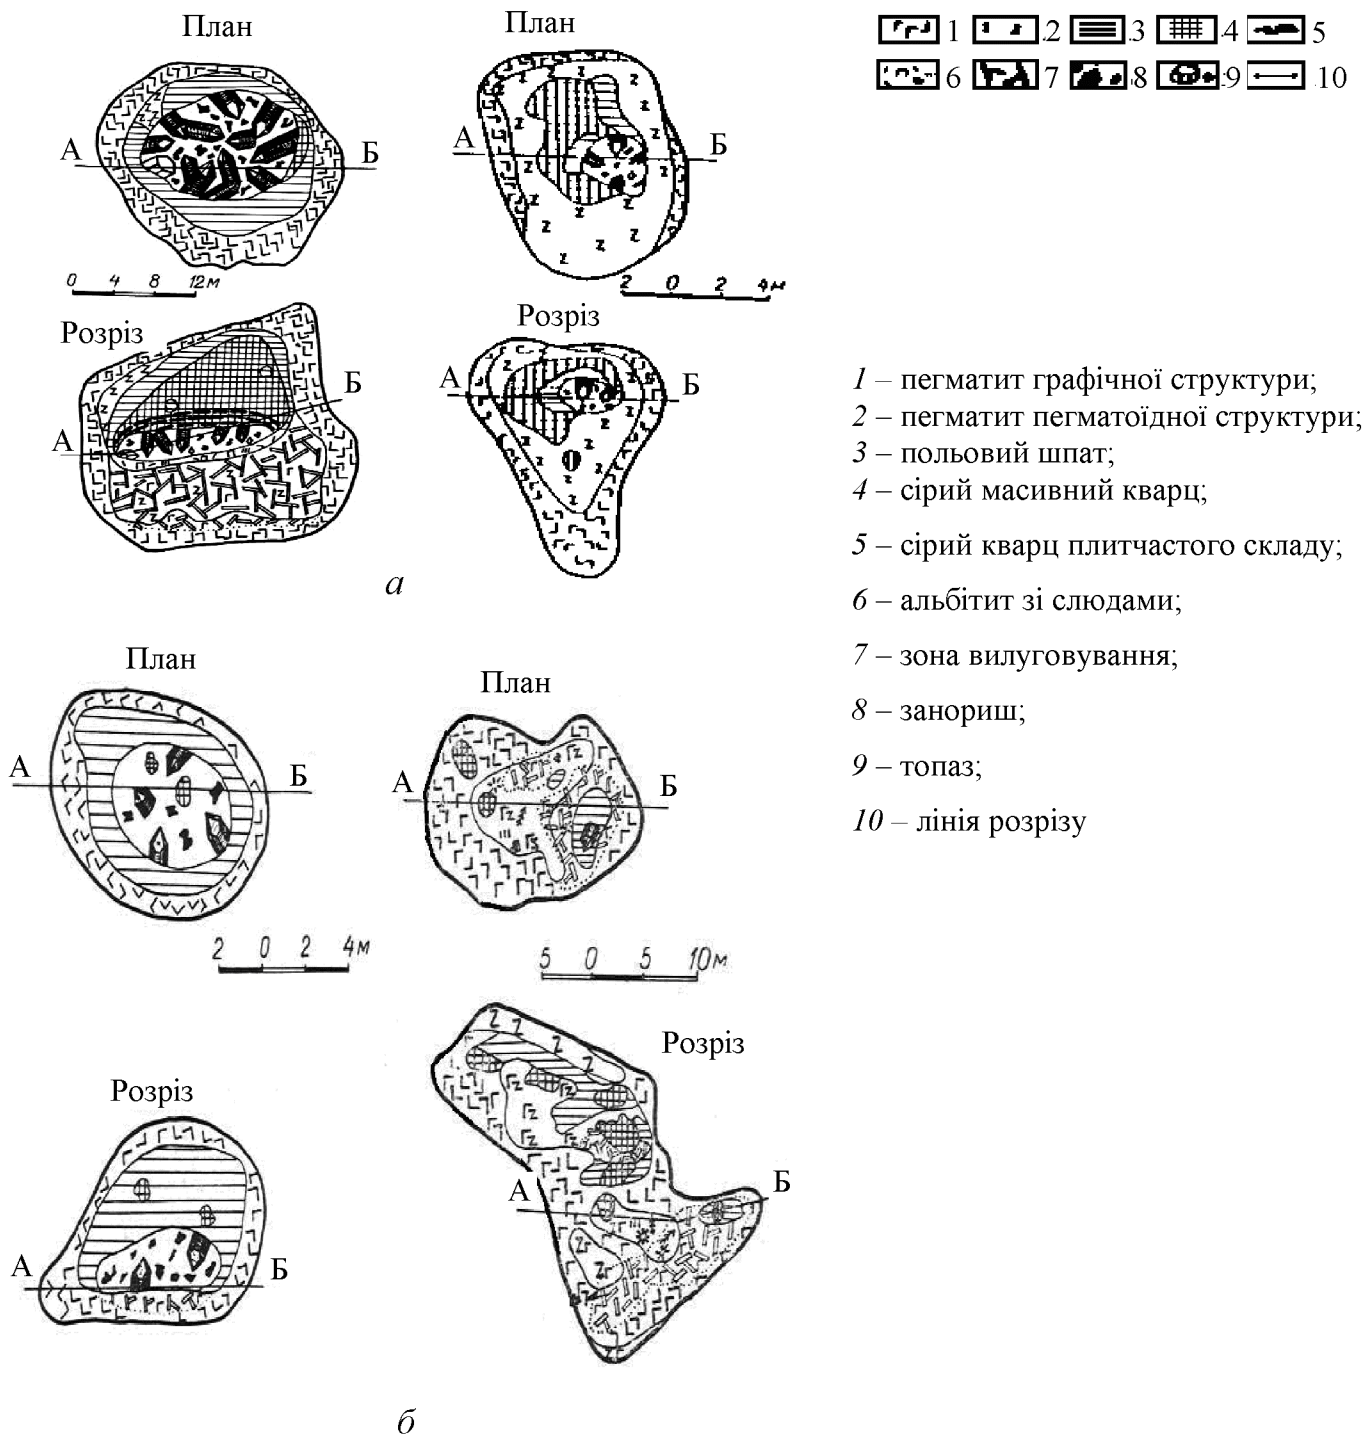 План
План
А
Б
А
Б
0 4 8 12м
2 0 2 4м
Розріз
Розріз
А
Б
А
Б
а
План
План
А
Б
А
Б
2 0 2 4м
5 0 5 10м
Розріз
Розріз
А
Б
А
Б
б
1 2 3 4 5
6 7 8 9 10
1 – пегматит графічної структури;
2 – пегматит пегматоїдної структури;
3 – польовий шпат;
4 – сірий масивний кварц;
5 – сірий кварц плитчастого складу;
6 – альбітит зі слюдами;
7 – зона вилуговування;
8 – занориш;
9 – топаз;
10 – лінія розрізу